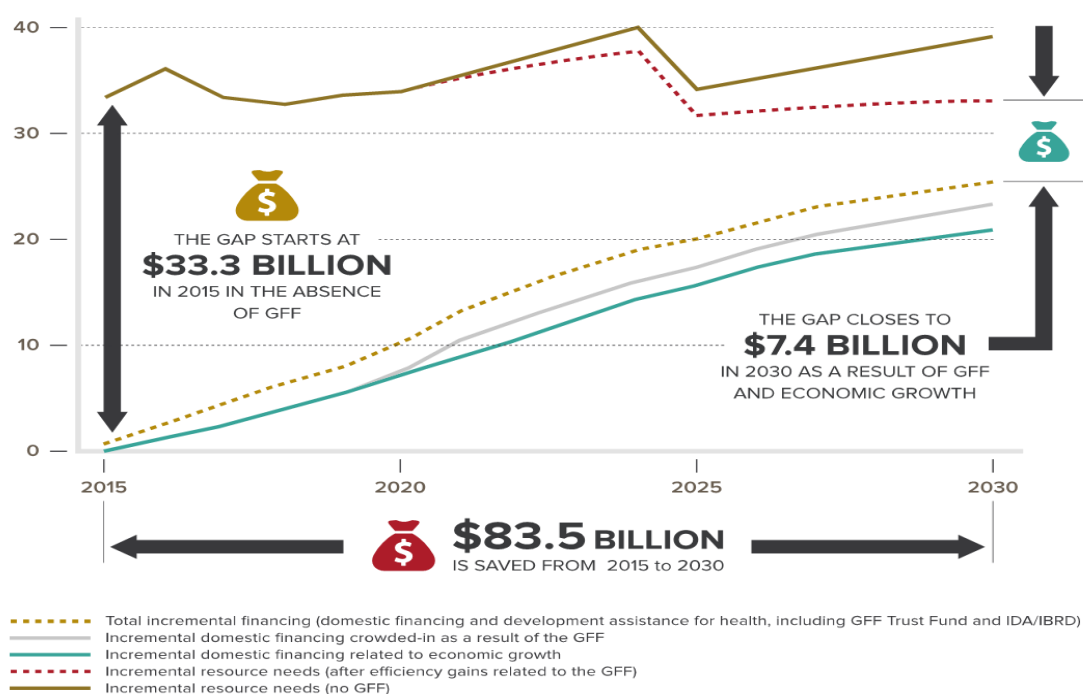 40
30
20
10
0
$
THE GAP STARTS AT
$33.3 BILLION
IN 2015 IN THE ABSENCE
OF GFF
$
THE GAP CLOSES TO
$7.4 BILLION
IN 2030 AS A RESULT OF GFF
AND ECONOMIC GROWTH
2015 2020 2025 2030
$
$83.5 BILLION
IS SAVED FROM 2015 to 2030
Total incremental financing (domestic financing and development assistance for health, including GFF Trust Fund and IDA/IBRD)
Incremental domestic financing crowded-in as a result of the GFF
Incremental domestic financing related to economic growth
Incremental resource needs (after efficiency gains related to the GFF)
Incremental resource needs (no GFF)